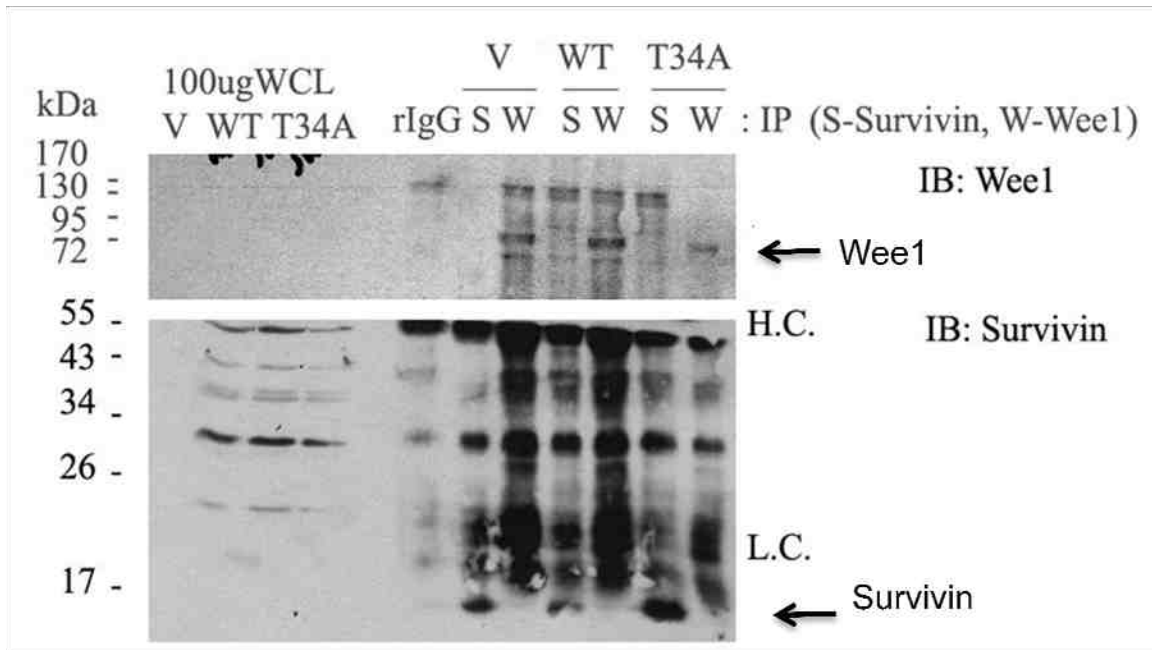 V WT T34A
100ugWCL
kDa V WT T34A rIgG S W S W S W : IP (S-Survivin, W-Wee1)
170
130 = IB: Wee1
95 -
72 - Wee1
55 - H.C. IB: Survivin
43 -
34 -
26 -
L.C.
17 - Survivin